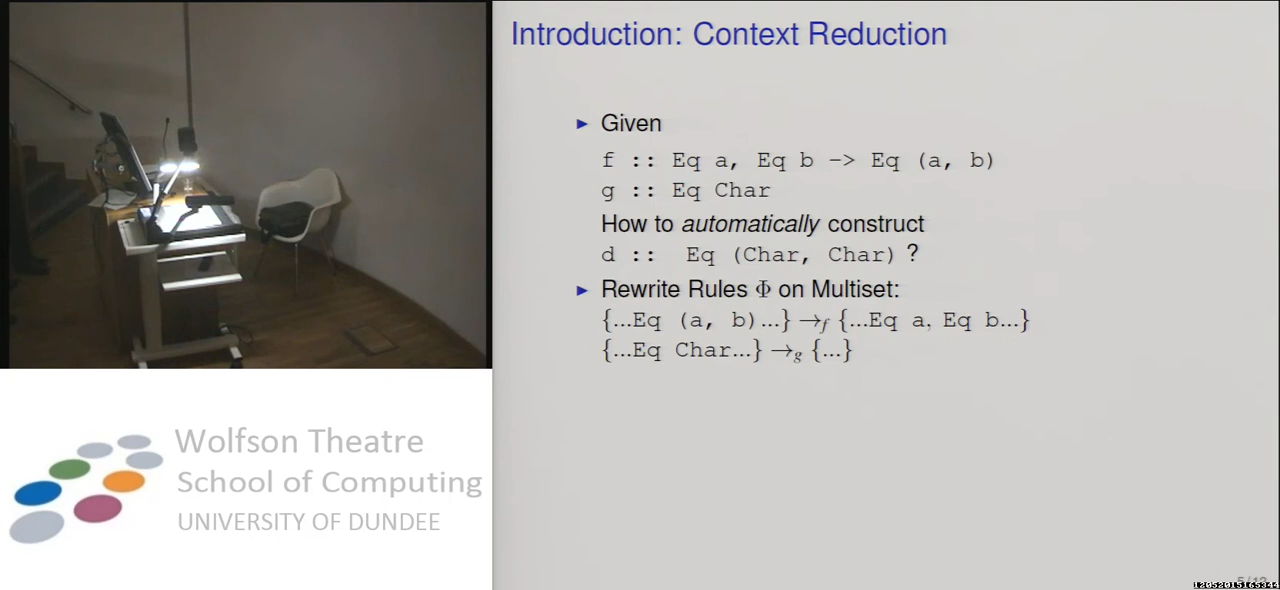 Introduction: Context Reduction
▶ Given
f :: Eq a, Eq b -> Eq (a, b)
g :: Eq Char
How to automatically construct
d ::  Eq (Char, Char) ?
▶ Rewrite Rules Φ on Multiset:
{...Eq (a, b)...} →f {...Eq a, Eq b...}
{...Eq Char...} →g {...}
Wolfson Theatre
School of Computing
UNIVERSITY OF DUNDEE